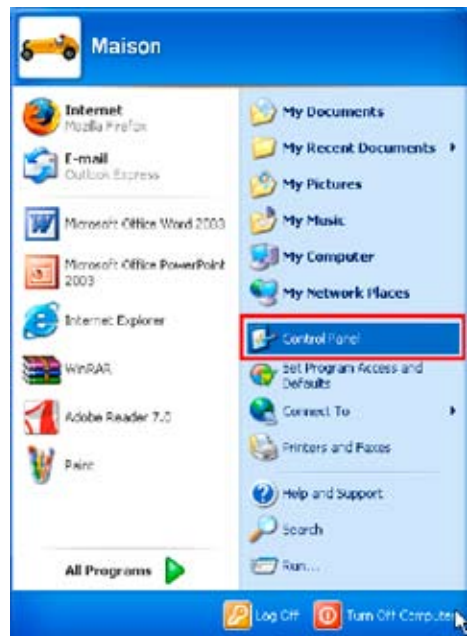 Maison
Internet
Mozilla Firefox
E-mail
Outlook Express
Microsoft Office Word 2003
Microsoft Office PowerPoint
2003
Internet Explorer
WinRAR
Adobe Reader 7.0
Paint
All Programs
My Documents
My Recent Documents
My Pictures
My Music
My Computer
My Network Places
Control Panel
Set Program Access and
Defaults
Connect To
Printers and Faxes
Help and Support
Search
Run...
Log Off
Turn Off Computer